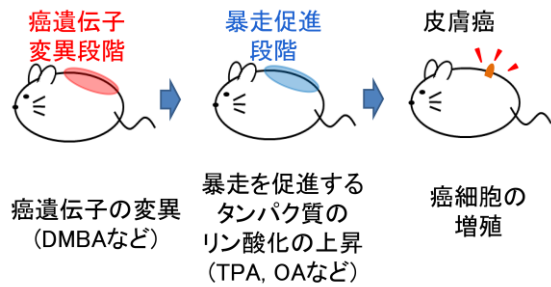 癌遺伝子
変異段階
暴走促進
段階
皮膚癌
癌遺伝子の変異
(DMBAなど)
暴走を促進する
タンパク質の
リン酸化の上昇
(TPA, OAなど)
癌細胞の
増殖